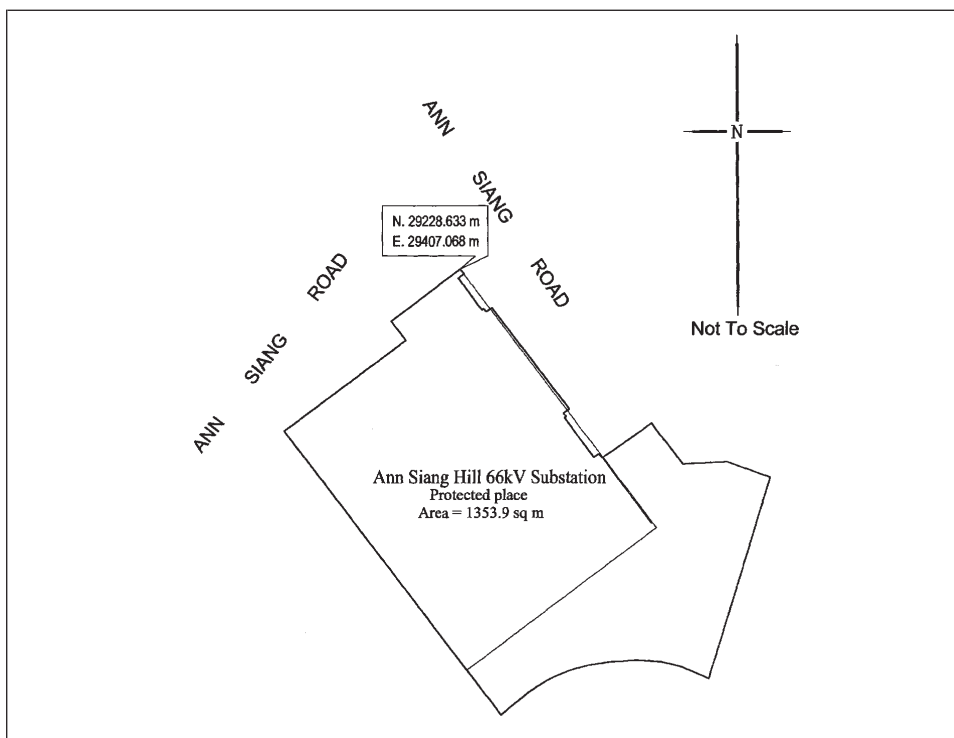 ANN SIANG ROAD
N
N. 29228.633 m
E. 29407.068 m
ANN SIANG ROAD
Not To Scale
Ann Siang Hill 66kV Substation
Protected place
Area = 1353.9 sq m